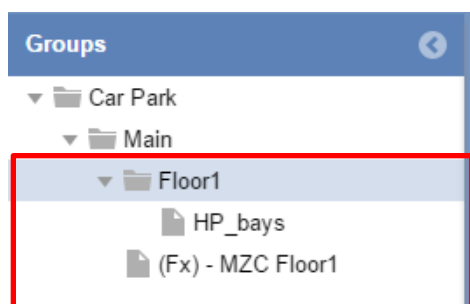 Groups
Car Park
Main
Floor1
HP_bays
(Fx) - MZC Floor1